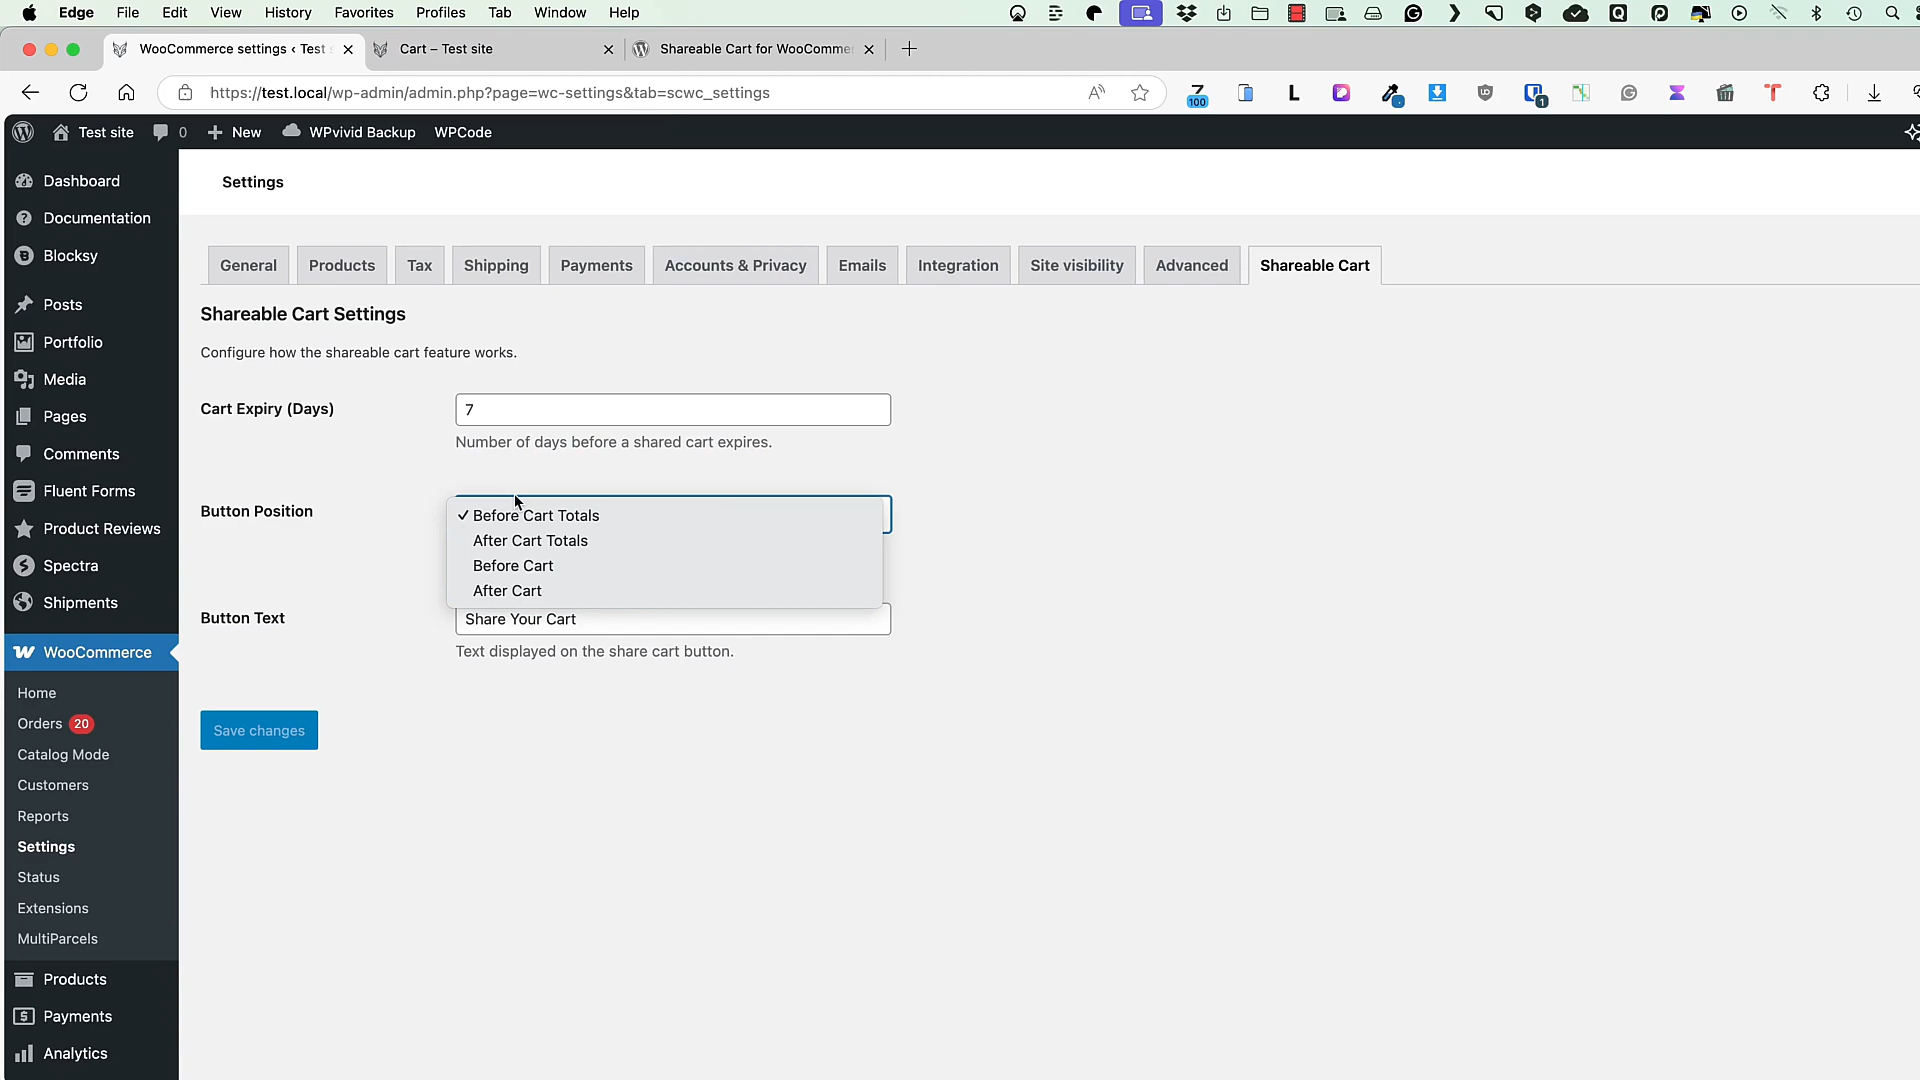 Edge File Edit View History Favorites Profiles Tab Window Help
WooCommerce settings ‹ Test
Cart – Test site
Shareable Cart for WooComme
https://test.local/wp-admin/admin.php?page=wc-settings&tab=scwc_settings
100
1
Test site 0 New WPvivid Backup WPCode
Dashboard
Documentation
Blocksy
Posts
Portfolio
Media
Pages
Comments
Fluent Forms
Product Reviews
Spectra
Shipments
WooCommerce
Home
Orders 20
Catalog Mode
Customers
Reports
Settings
Status
Extensions
MultiParcels
Products
Payments
Analytics
Settings
General Products Tax Shipping Payments Accounts & Privacy Emails Integration Site visibility Advanced Shareable Cart
Shareable Cart Settings
Configure how the shareable cart feature works.
Cart Expiry (Days)
7
Number of days before a shared cart expires.
Button Position
✓ Before Cart Totals
After Cart Totals
Before Cart
After Cart
Button Text
Share Your Cart
Text displayed on the share cart button.
Save changes